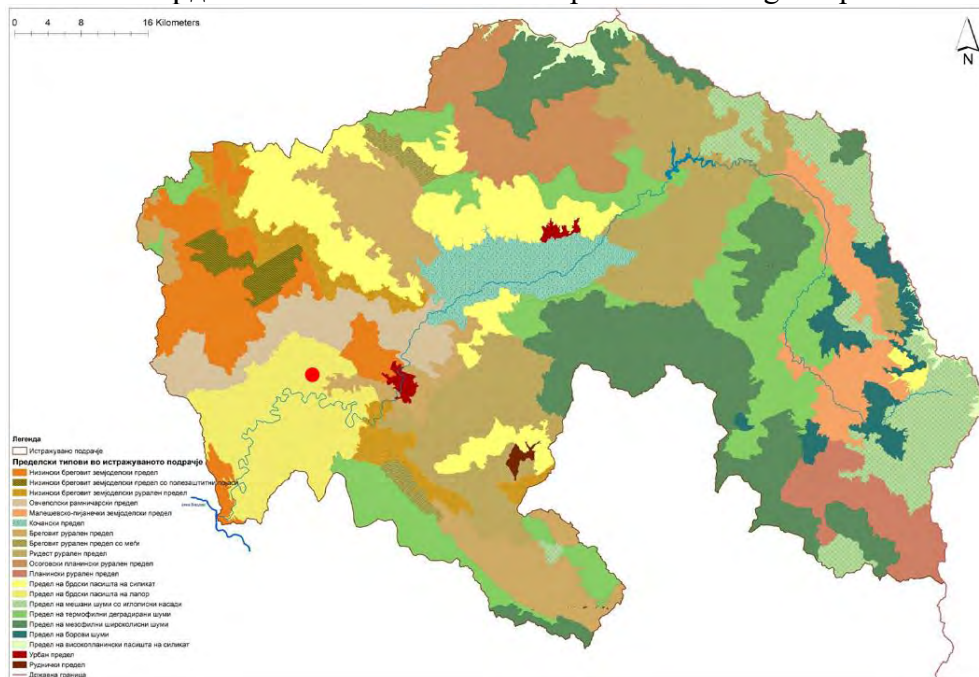 0 4 8 16 Kilometers
N
Легенда
Истражувано подрачје
Пределски типови во истражуваното подрачје
Низински бреговит земјоделски предел
Низински бреговит земјоделски предел со полезаштитни појаси
Низински бреговит земјоделски рурален предел
Овчеполски рамничарски предел
Малешевско-пијанечки земјоделски предел
Кочански предел
Бреговит рурален предел
Бреговит рурален предел со меѓи
Ридест рурален предел
Осоговски планински рурален предел
Планински рурален предел
Предел на брдски пасишта на силикат
Предел на брдски пасишта на лапор
Предел на мешани шуми со иглолисни насади
Предел на термофилни деградирани шуми
Предел на мезофилни широколисни шуми
Предел на борови шуми
Предел на високопланински пасишта на силикат
Урбан предел
Руднички предел
Државна граница